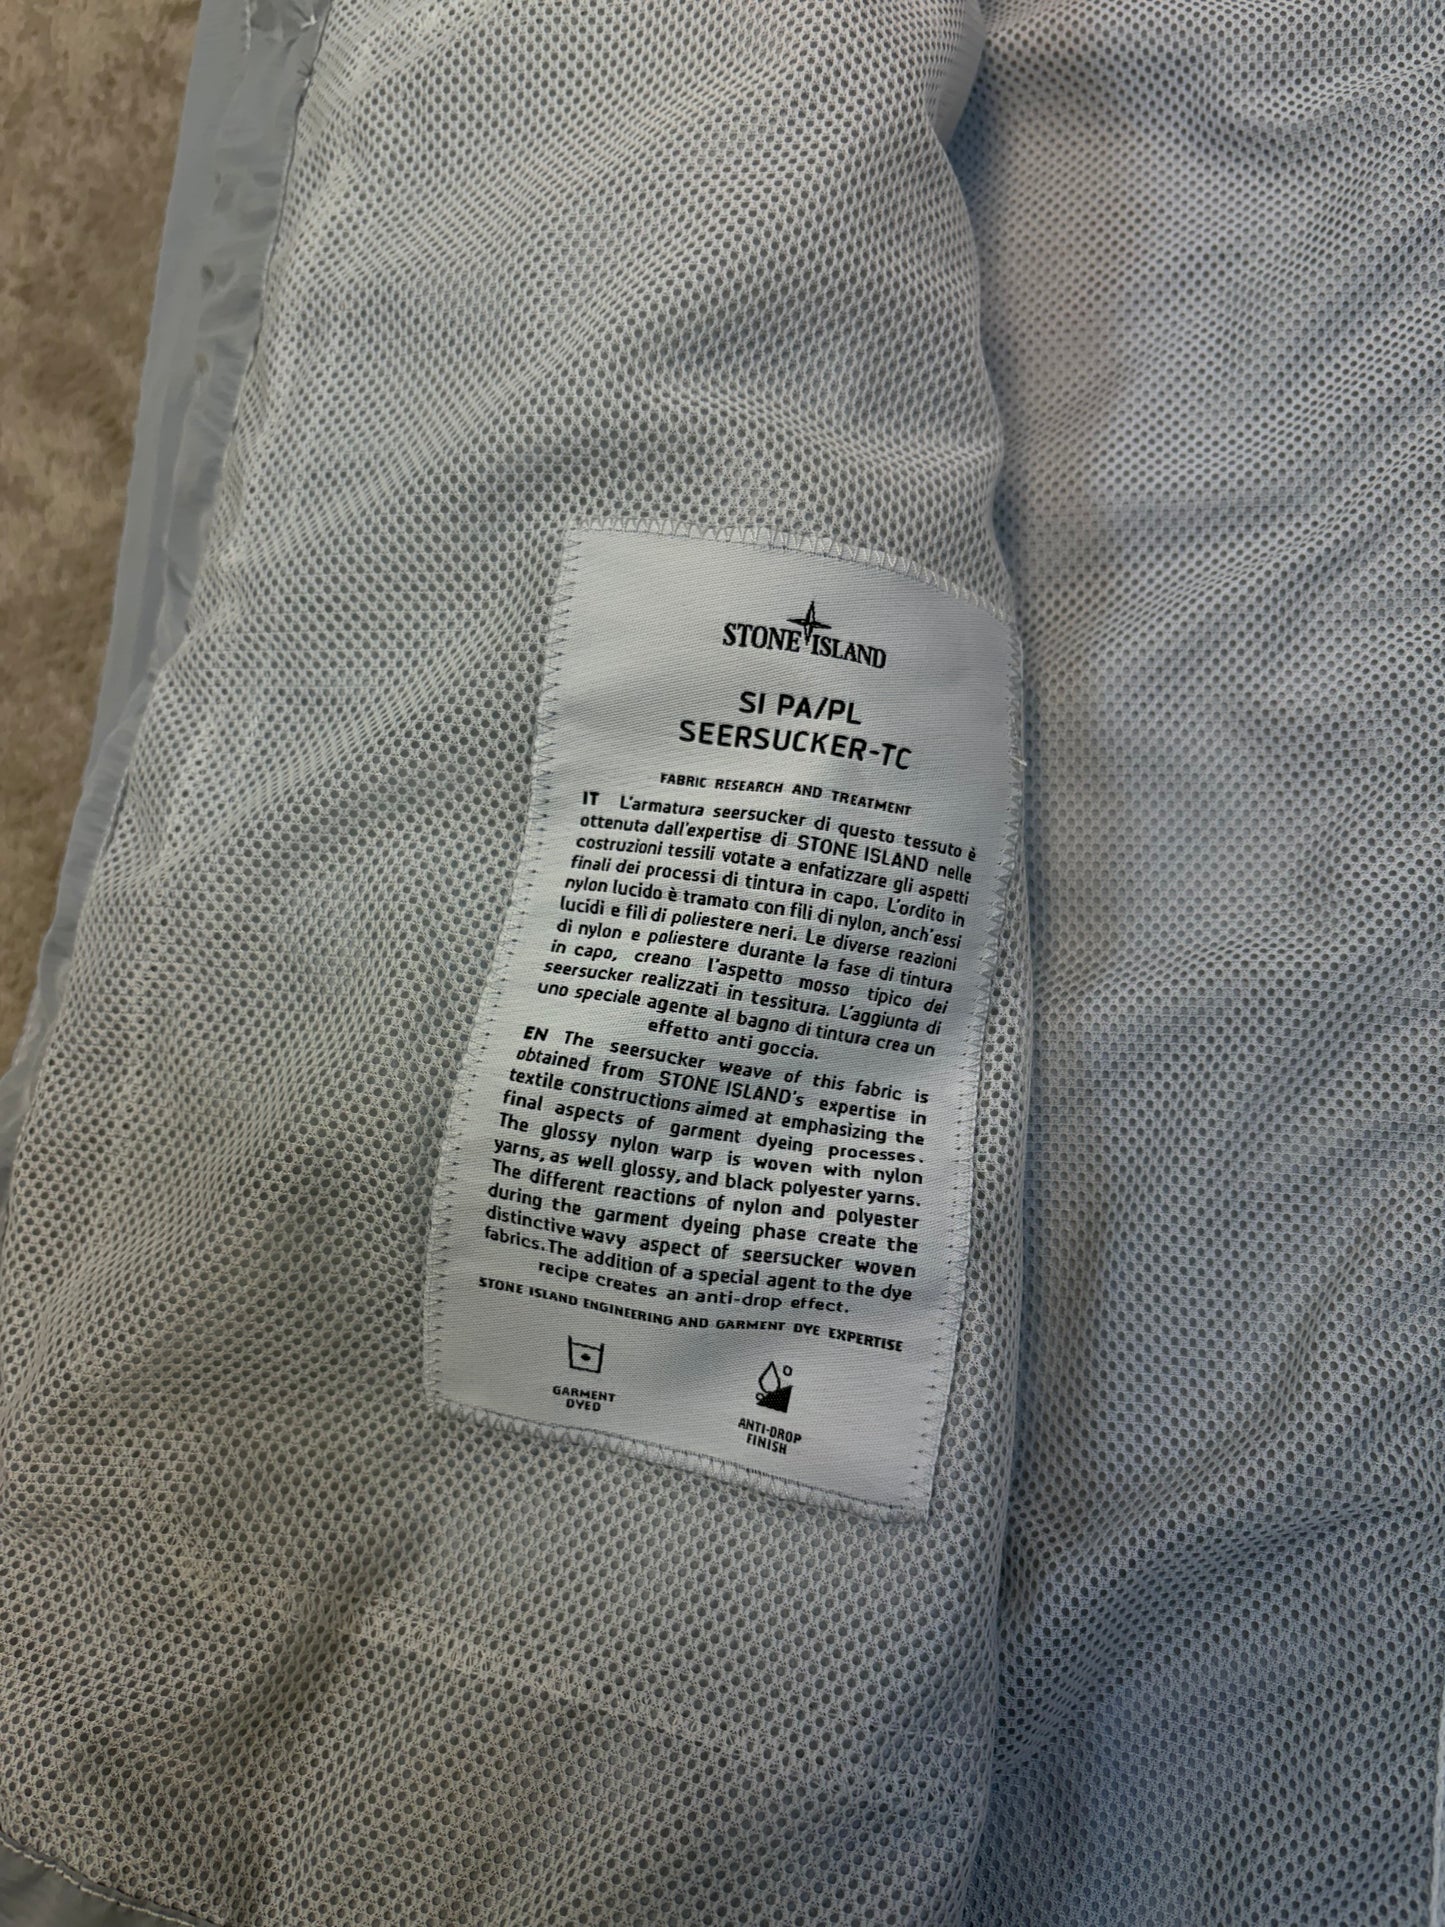 STONE ISLAND
SI PA/PL
SEERSUCKER-TC
FABRIC RESEARCH AND TREATMENT
IT L'armatura seersucker di questo tessuto è
ottenuta dall'expertise di STONE ISLAND nelle
costruzioni tessili votate a enfatizzare gli aspetti
finali dei processi di tintura in capo. L'ordito in
nylon lucido è tramato con fili di nylon, anch'essi
lucidi e fili di poliestere neri. Le diverse reazioni
di nylon e poliestere durante la fase di tintura
in capo, creano l'aspetto mosso tipico dei
seersucker realizzati in tessitura. L'aggiunta di
uno speciale agente al bagno di tintura crea un
effetto anti goccia.
EN The seersucker weave of this fabric is
obtained from STONE ISLAND's expertise in
textile constructions aimed at emphasizing the
final aspects of garment dyeing processes.
The glossy nylon warp is woven with nylon
yarns, as well glossy, and black polyester yarns.
The different reactions of nylon and polyester
during the garment dyeing phase create the
distinctive wavy aspect of seersucker woven
fabrics.The addition of a special agent to the dye
recipe creates an anti-drop effect.
STONE ISLAND ENGINEERING AND GARMENT DYE EXPERTISE
GARMENT
DYED
ANTI-DROP
FINISH